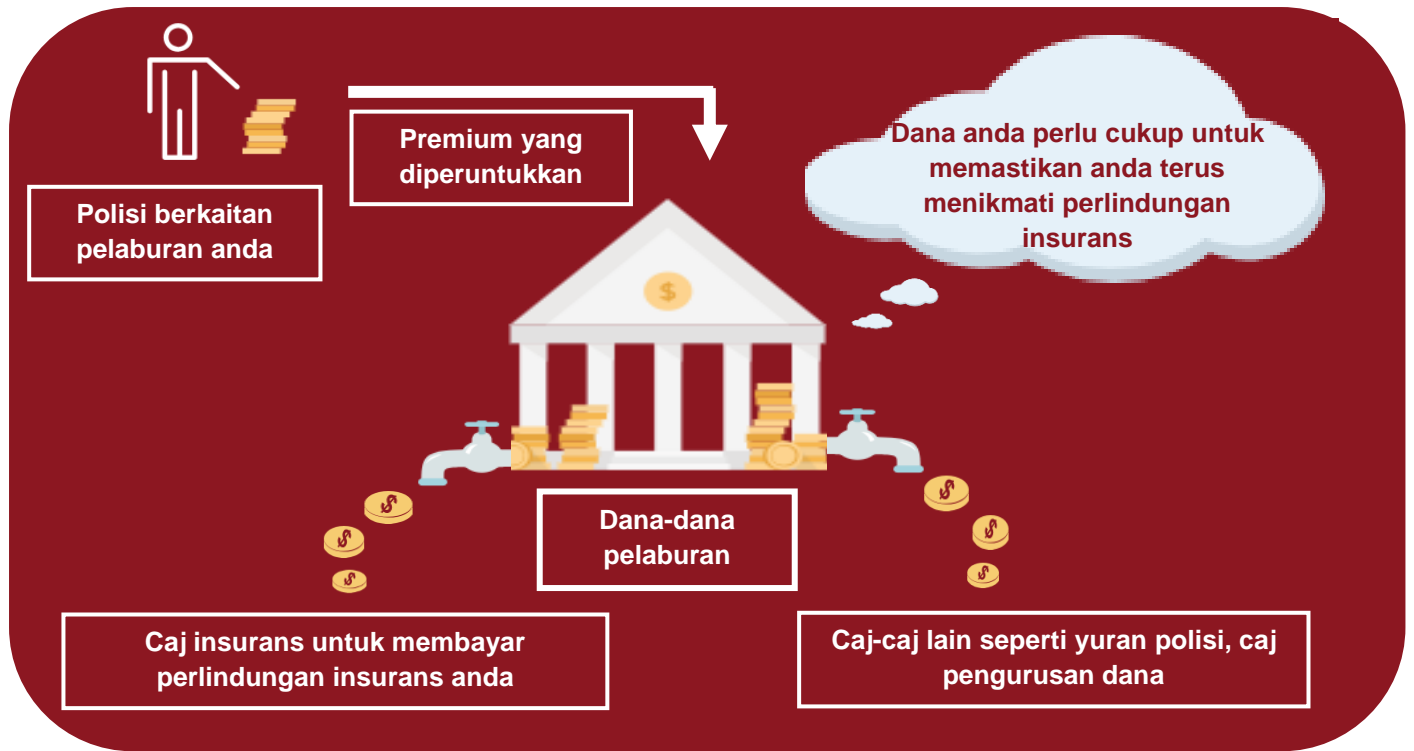 Polisi berkaitan
pelaburan anda
Premium yang
diperuntukkan
Dana anda perlu cukup untuk
memastikan anda terus
menikmati perlindungan
insurans
$
Dana-dana
pelaburan
$
$
$
$
$
$
Caj insurans untuk membayar
perlindungan insurans anda
Caj-caj lain seperti yuran polisi, caj
pengurusan dana